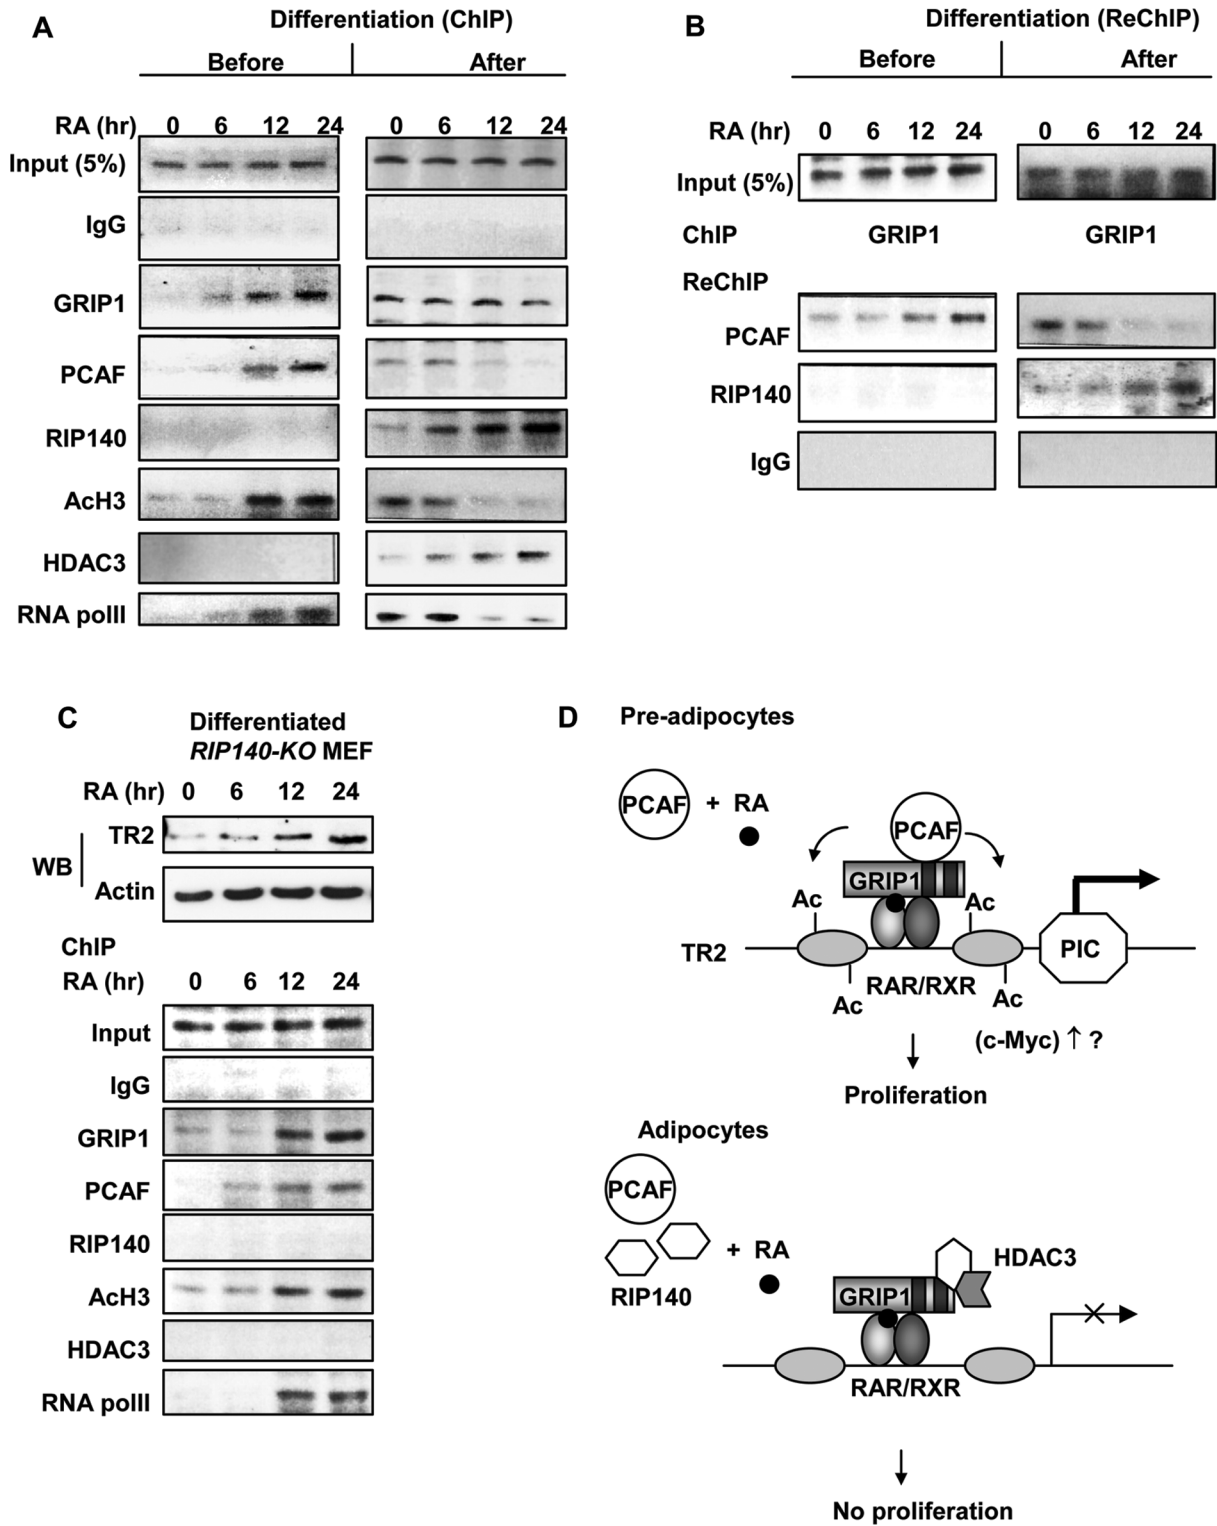 A
Differentiation (ChIP)
Before
After
RA (hr) 0 6 12 24 0 6 12 24
Input (5%)
IgG
GRIP1
PCAF
RIP140
AcH3
HDAC3
RNA polII
B
Differentiation (ReChIP)
Before
After
RA (hr) 0 6 12 24 0 6 12 24
Input (5%)
ChIP GRIP1 GRIP1
ReChIP
PCAF
RIP140
IgG
C
Differentiated
RIP140-KO MEF
RA (hr) 0 6 12 24
WB
TR2
Actin
ChIP
RA (hr) 0 6 12 24
Input
IgG
GRIP1
PCAF
RIP140
AcH3
HDAC3
RNA polII
D
Pre-adipocytes
PCAF + RA
PCAF
GRIP1
Ac Ac
TR2
PIC
RAR/RXR
Ac Ac
(c-Myc) ↑ ?
Proliferation
Adipocytes
PCAF
+ RA
RIP140
HDAC3
GRIP1
RAR/RXR
No proliferation